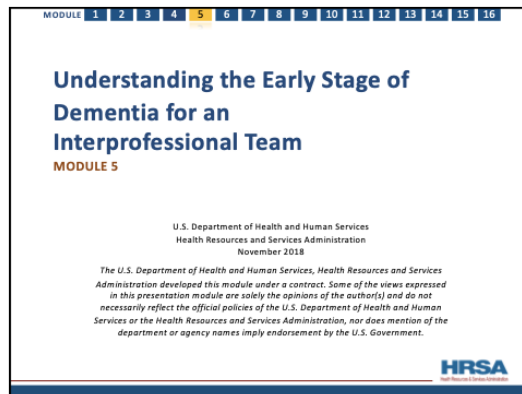 MODULE 1 2 3 4 5 6 7 8 9 10 11 12 13 14 15 16
Understanding the Early Stage of
Dementia for an
Interprofessional Team
MODULE 5
U.S. Department of Health and Human Services
Health Resources and Services Administration
November 2018
The U.S. Department of Health and Human Services, Health Resources and Services
Administration developed this module under a contract. Some of the views expressed
in this presentation module are solely the opinions of the author(s) and do not
necessarily reflect the official policies of the U.S. Department of Health and Human
Services or the Health Resources and Services Administration, nor does mention of the
department or agency names imply endorsement by the U.S. Government.
HRSA
Health Resources & Services Administration